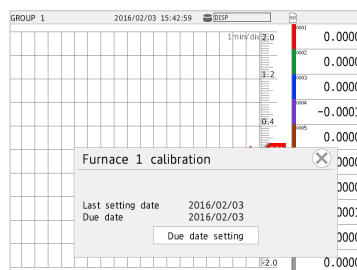 GROUP 1 2016/02/03 15:42:59 DISP SD
1min/div 2.0
0001
0.0000
0002
0.0000
1.2
0003
0.0000
0004
-0.0001
0.4
0005
0.0000
Furnace 1 calibration
Last setting date 2016/02/03
Due date 2016/02/03
Due date setting
-2.0
0.0000